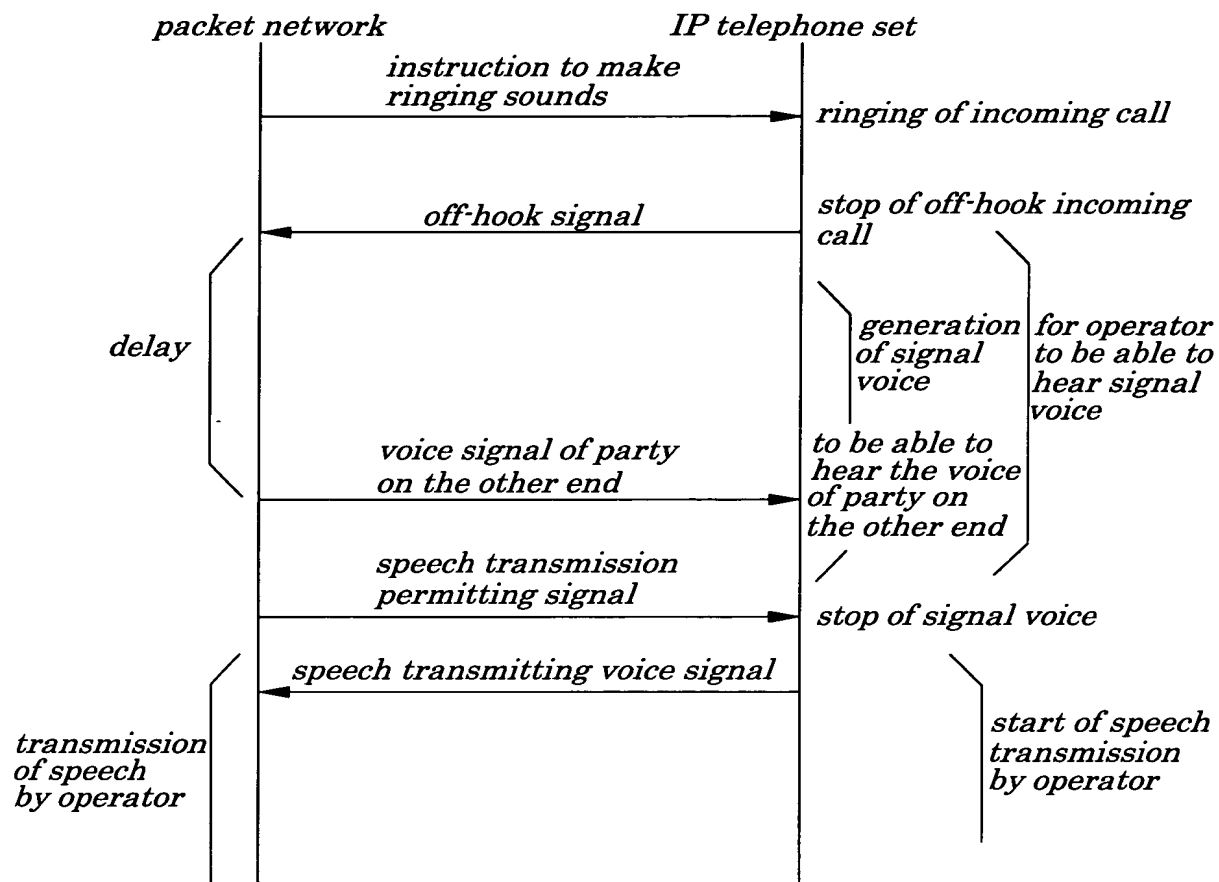 packet network
IP telephone set
instruction to make
ringing sounds
ringing of incoming call
off-hook signal
stop of off-hook incoming
call
delay
generation
of signal
voice
for operator
to be able to
hear signal
voice
voice signal of party
on the other end
to be able to
hear the voice
of party on
the other end
speech transmission
permitting signal
stop of signal voice
speech transmitting voice signal
transmission
of speech
by operator
start of speech
transmission
by operator